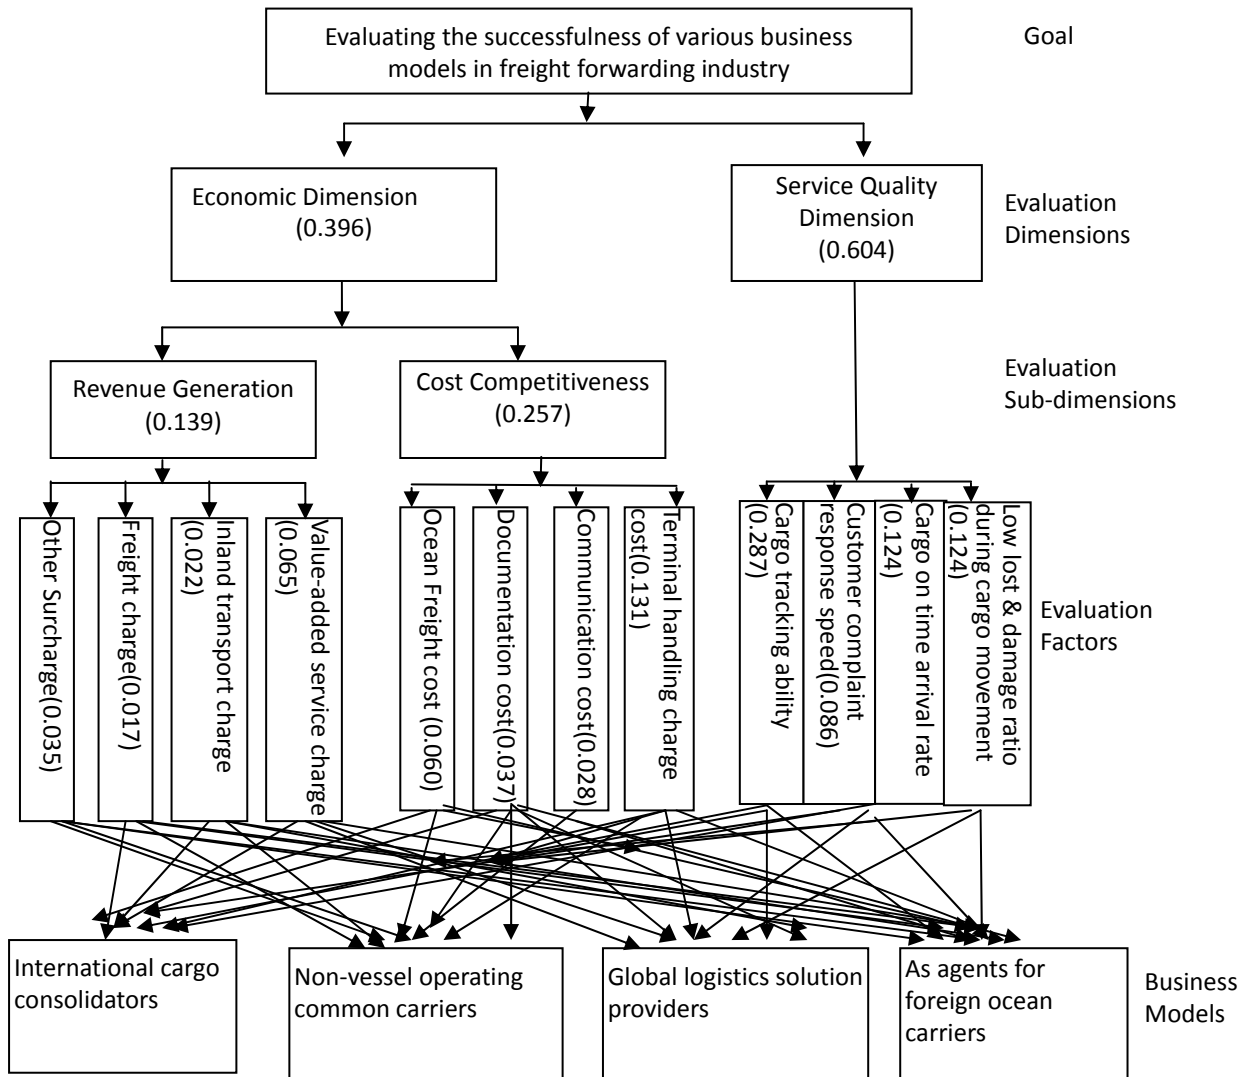 Evaluating the successfulness of various business
models in freight forwarding industry
Goal
Economic Dimension
(0.396)
Service Quality
Dimension
(0.604)
Evaluation
Dimensions
Revenue Generation
(0.139)
Cost Competitiveness
(0.257)
Evaluation
Sub-dimensions
Other Surcharge(0.035)
Freight charge(0.017)
Inland transport charge
(0.022)
Value-added service charge
(0.065)
Ocean Freight cost (0.060)
Documentation cost(0.037)
Communication cost(0.028)
Terminal handling charge
cost(0.131)
Cargo tracking ability
(0.287)
Customer complaint
response speed(0.086)
Cargo on time arrival rate
(0.124)
Low lost & damage ratio
during cargo movement
(0.124)
Evaluation
Factors
International cargo
consolidators
Non-vessel operating
common carriers
Global logistics solution
providers
As agents for
foreign ocean
carriers
Business
Models